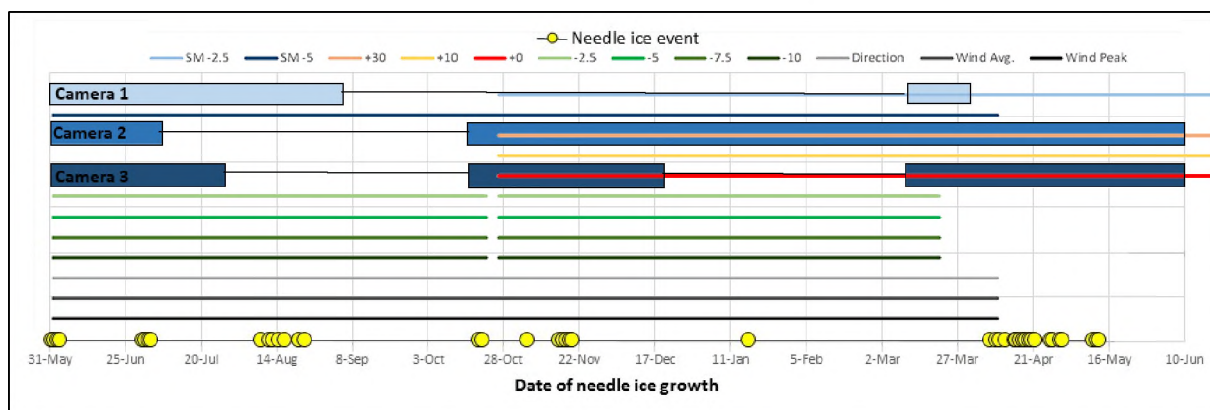 Needle ice event
SM -2.5 SM -5 +30 +10 +0 -2.5 -5 -7.5 -10 Direction Wind Avg. Wind Peak
Camera 1
Camera 2
Camera 3
31-May 25-Jun 20-Jul 14-Aug 8-Sep 3-Oct 28-Oct 22-Nov 17-Dec 11-Jan 5-Feb 2-Mar 27-Mar 21-Apr 16-May 10-Jun
Date of needle ice growth